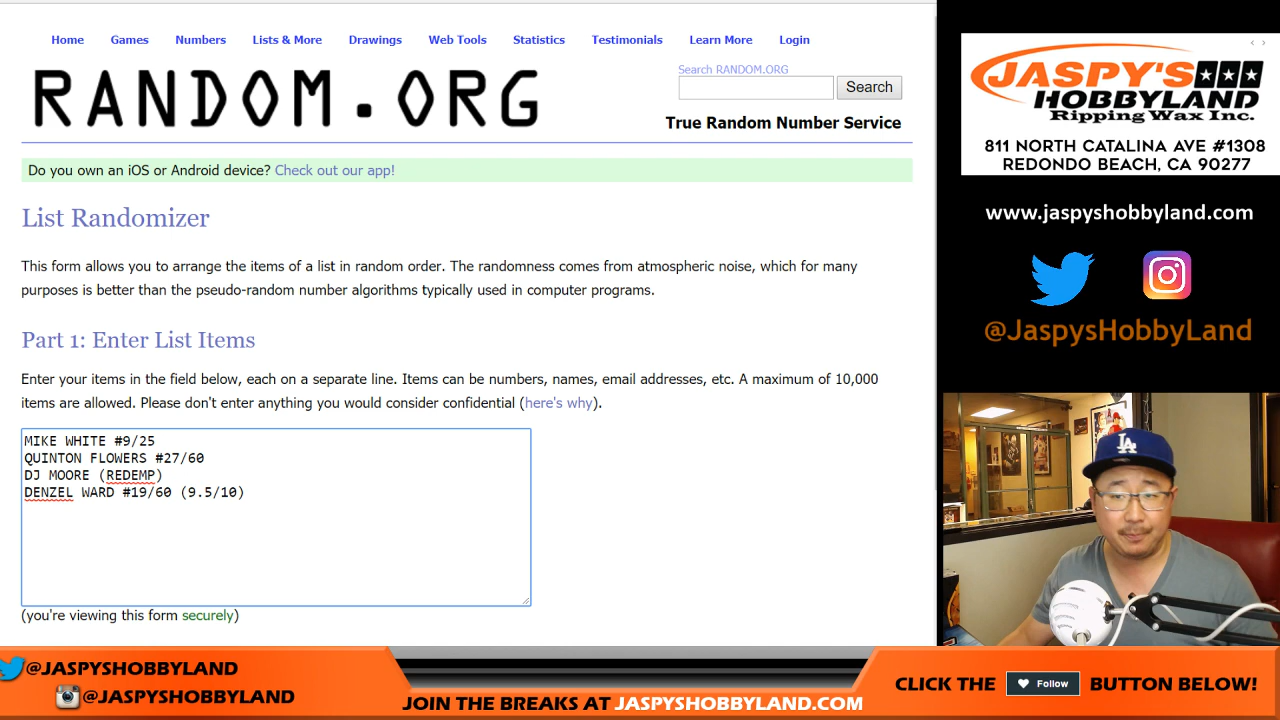 Home Games Numbers Lists & More Drawings Web Tools Statistics Testimonials Learn More Login
RANDOM.ORG
Search RANDOM.ORG
Search
True Random Number Service
Do you own an iOS or Android device? Check out our app!
List Randomizer
This form allows you to arrange the items of a list in random order. The randomness comes from atmospheric noise, which for many
purposes is better than the pseudo-random number algorithms typically used in computer programs.
Part 1: Enter List Items
Enter your items in the field below, each on a separate line. Items can be numbers, names, email addresses, etc. A maximum of 10,000
items are allowed. Please don't enter anything you would consider confidential (here's why).
MIKE WHITE #9/25
QUINTON FLOWERS #27/60
DJ MOORE (REDEMP)
DENZEL WARD #19/60 (9.5/10)
(you're viewing this form securely)
JASPY'S
HOBBYLAND
Ripping Wax Inc.
811 NORTH CATALINA AVE #1308
REDONDO BEACH, CA 90277
www.jaspyshobbyland.com
@JaspysHobbyLand
LA
@JASPYSHOBBYLAND
@JASPYSHOBBYLAND
JOIN THE BREAKS AT JASPYSHOBBYLAND.COM
CLICK THE Follow BUTTON BELOW!